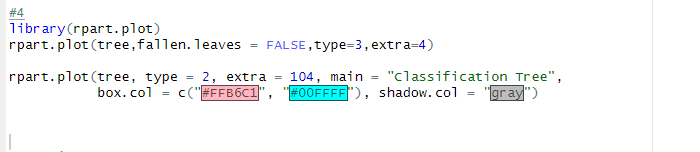 #4
library(rpart.plot)
rpart.plot(tree,fallen.leaves = FALSE,type=3,extra=4)
rpart.plot(tree, type = 2, extra = 104, main = "Classification Tree",
box.col = c("#FFB6C1", "#00FFFF"), shadow.col = "gray")